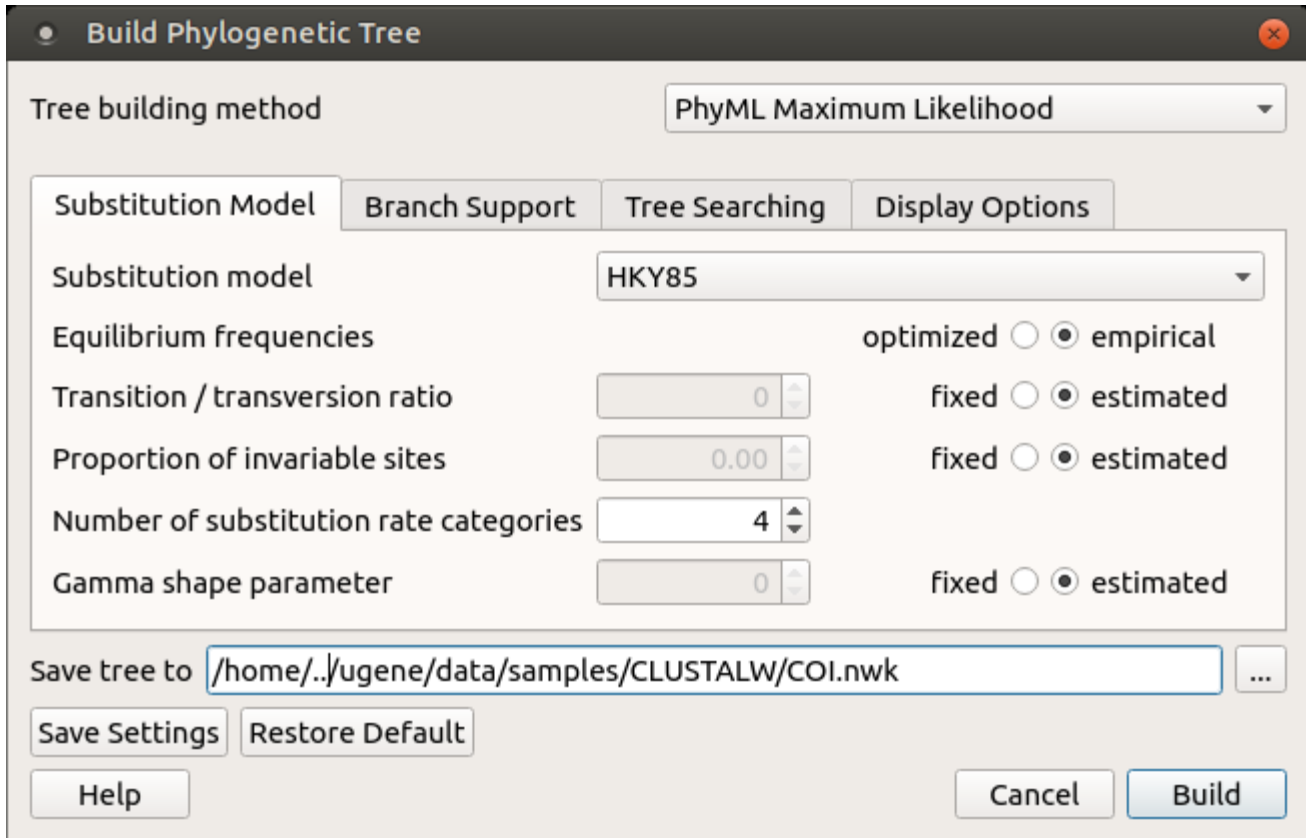 Build Phylogenetic Tree
Tree building method PhyML Maximum Likelihood
Substitution Model Branch Support Tree Searching Display Options
Substitution model HKY85
Equilibrium frequencies optimized empirical
Transition / transversion ratio 0 fixed estimated
Proportion of invariable sites 0.00 fixed estimated
Number of substitution rate categories 4
Gamma shape parameter 0 fixed estimated
Save tree to /home/../ugene/data/samples/CLUSTALW/COI.nwk ...
Save Settings Restore Default
Help Cancel Build